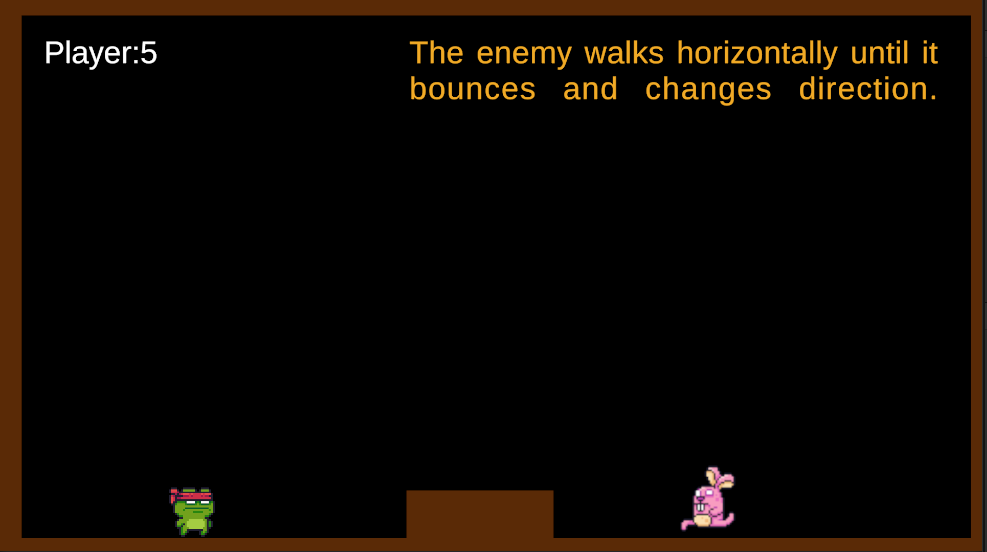 Player:5
The enemy walks horizontally until it
bounces and changes direction.